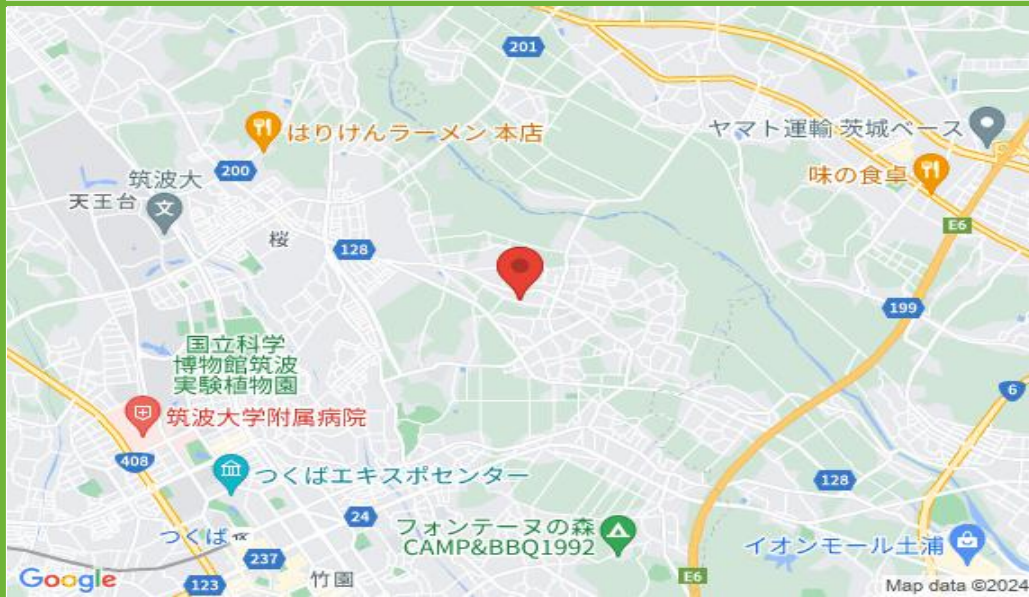 201
はりけんラーメン 本店
ヤマト運輸 茨城ベース
味の食卓
200
筑波大
天王台
桜
128
E6
199
国立科学
博物館筑波
実験植物園
6
筑波大学附属病院
408
つくばエキスポセンター
128
24
フォンテーヌの森
CAMP&BBQ1992
つくば
イオンモール土浦
237
竹園
E6
123
Google
Map data ©2024